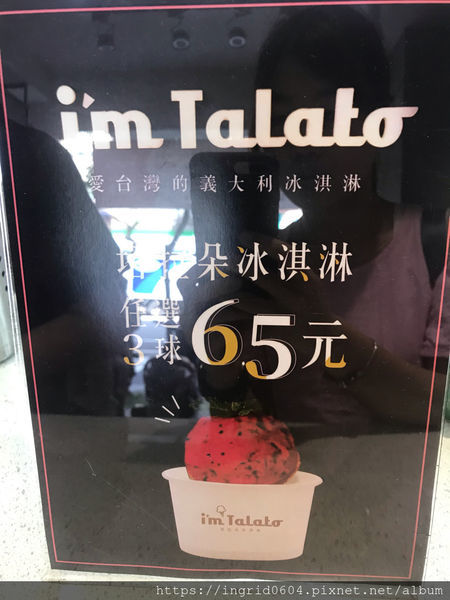 i'm Talato
愛台灣的義大利冰淇淋
塔拉朵冰淇淋
任選
3球 65元
i'm Talato
https://ingrid0604.pixnet.net/album